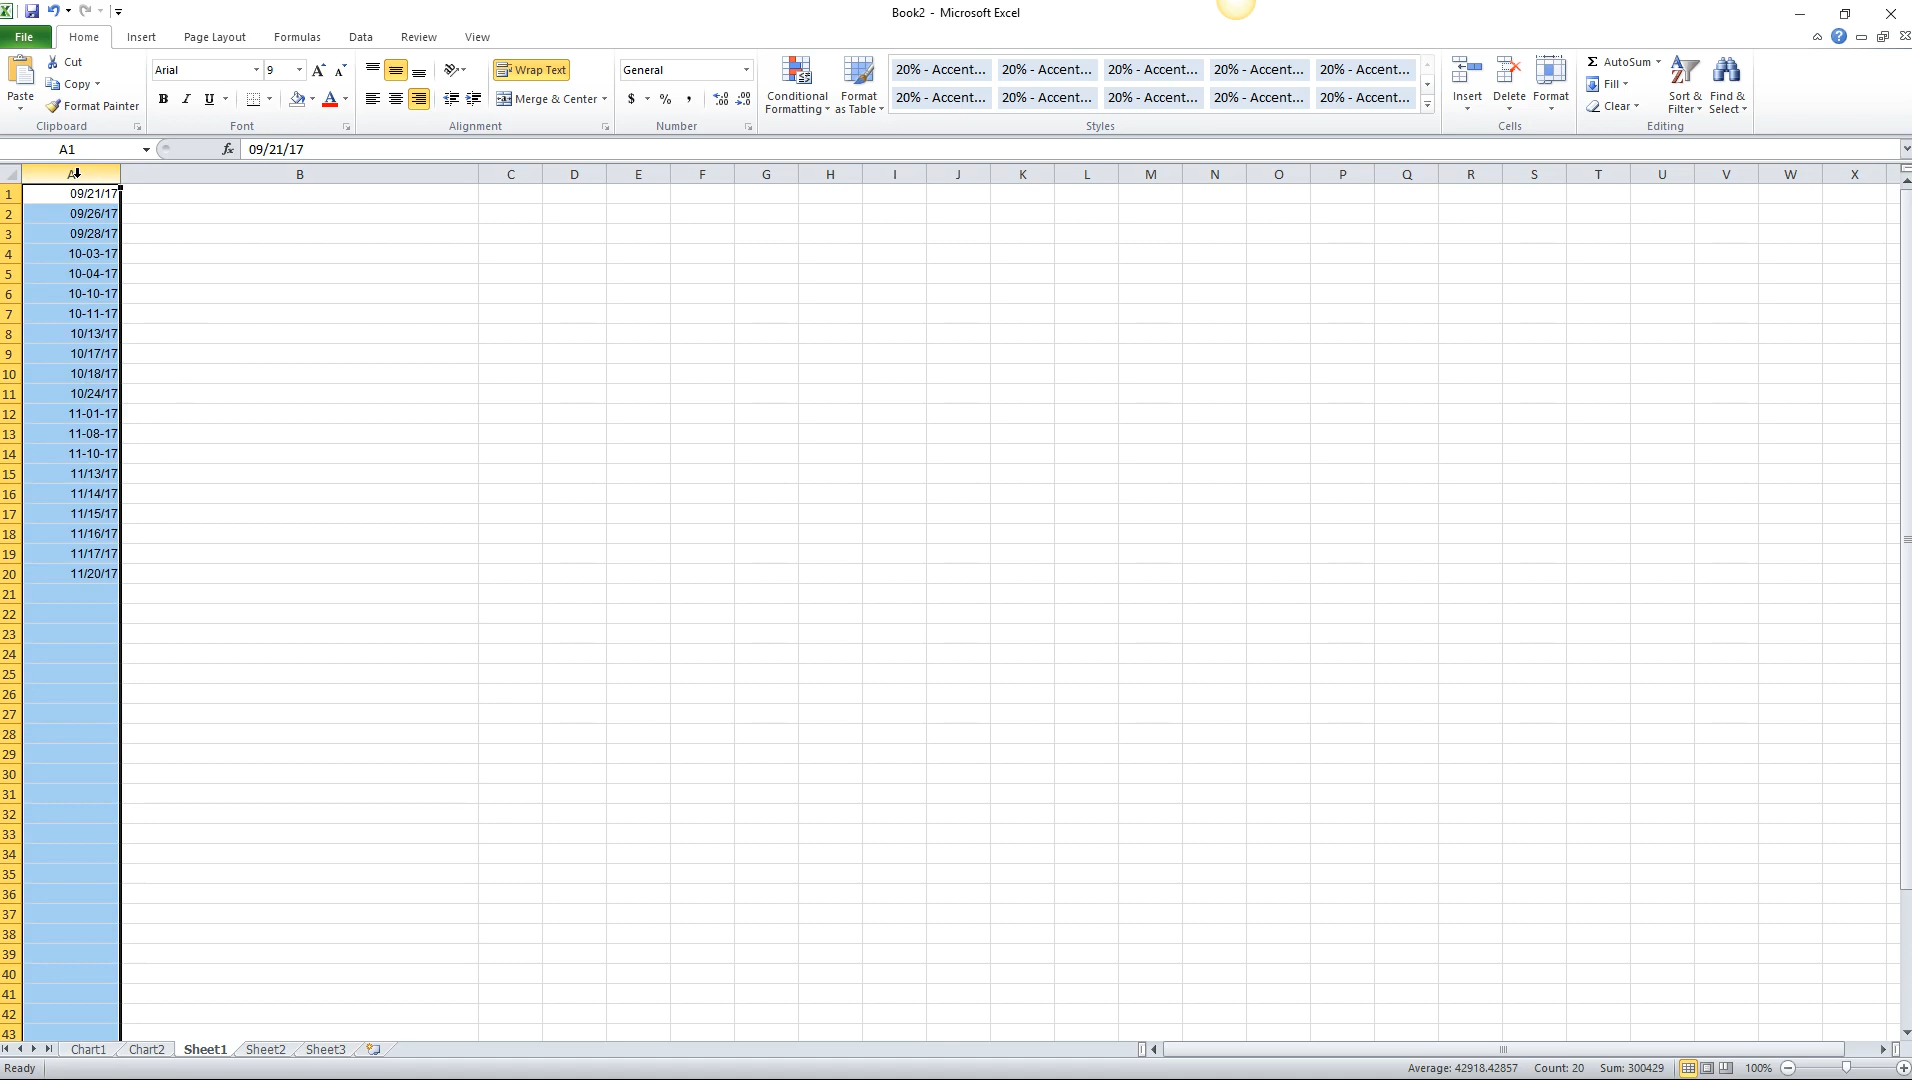 Book2 - Microsoft Excel
File Home Insert Page Layout Formulas Data Review View
Paste
Cut
Copy
Format Painter
Clipboard
Arial 9
B I U
Font
Wrap Text
Merge & Center
Alignment
General
$ % ,
Number
Conditional Formatting
Format as Table
20% - Accent... 20% - Accent... 20% - Accent... 20% - Accent... 20% - Accent...
20% - Accent... 20% - Accent... 20% - Accent... 20% - Accent... 20% - Accent...
Styles
Insert Delete Format
Cells
Σ AutoSum
Fill
Clear
Sort & Filter
Find & Select
Editing
A1 fx 09/21/17
A B C D E F G H I J K L M N O P Q R S T U V W X
1 09/21/17
2 09/26/17
3 09/28/17
4 10-03-17
5 10-04-17
6 10-10-17
7 10-11-17
8 10/13/17
9 10/17/17
10 10/18/17
11 10/24/17
12 11-01-17
13 11-08-17
14 11-10-17
15 11/13/17
16 11/14/17
17 11/15/17
18 11/16/17
19 11/17/17
20 11/20/17
21
22
23
24
25
26
27
28
29
30
31
32
33
34
35
36
37
38
39
40
41
42
43
Chart1 Chart2 Sheet1 Sheet2 Sheet3
Ready Average: 42918.42857 Count: 20 Sum: 300429 100%